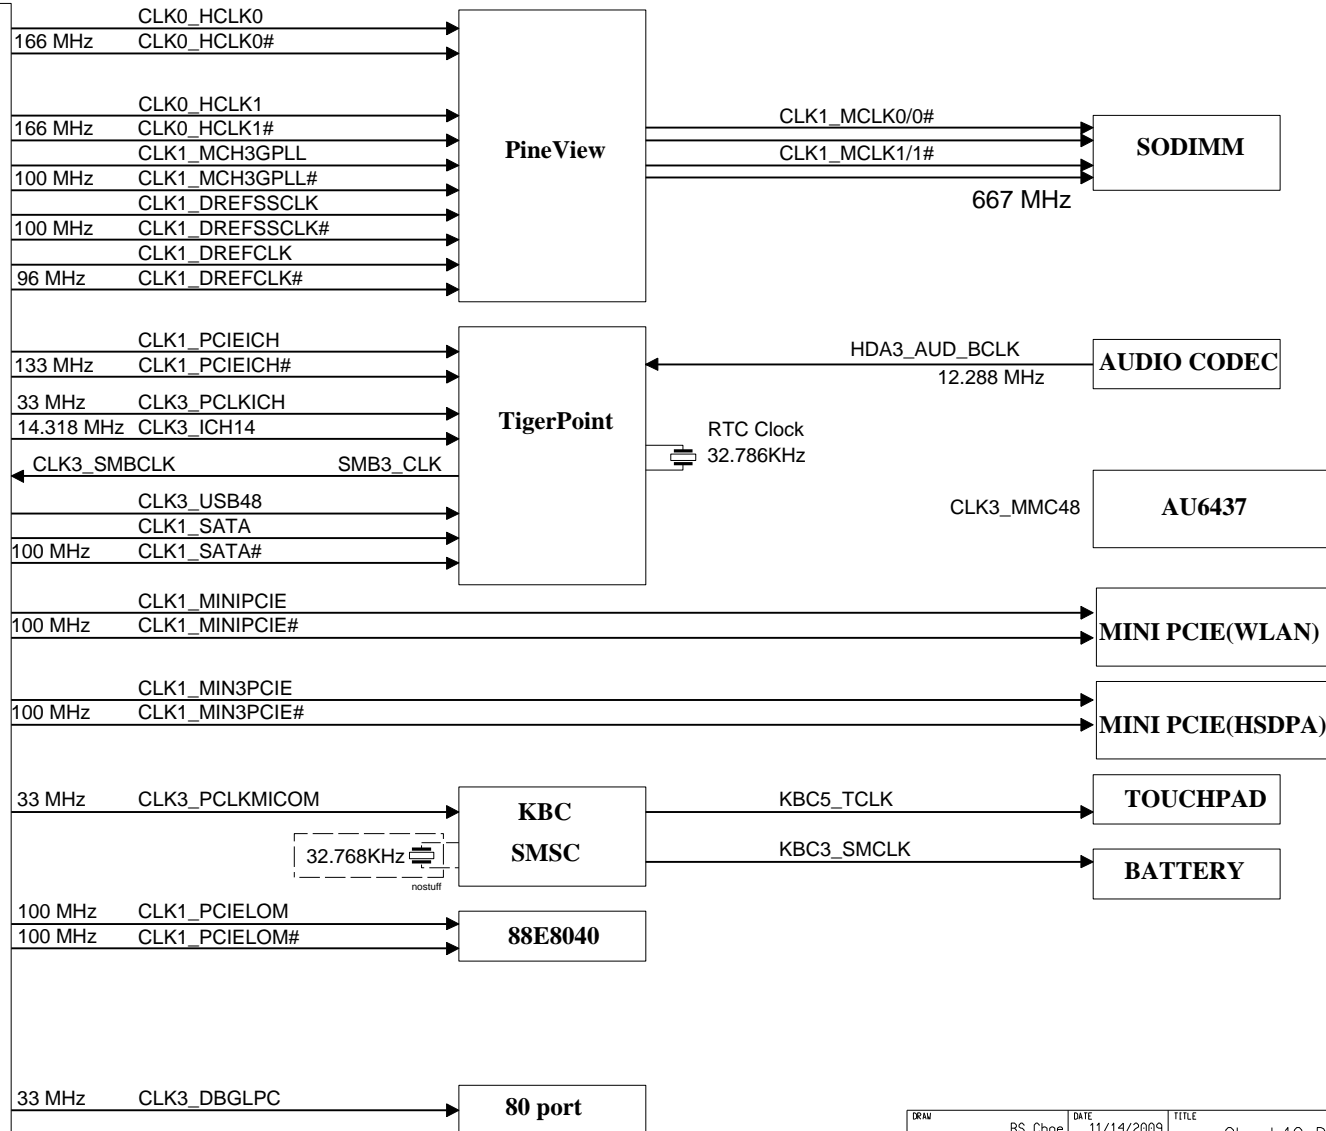 CLK0_HCLK0
166 MHz CLK0_HCLK0#
CLK0_HCLK1
166 MHz CLK0_HCLK1#
CLK1_MCH3GPLL
100 MHz CLK1_MCH3GPLL#
CLK1_DREFSSCLK
100 MHz CLK1_DREFSSCLK#
CLK1_DREFCLK
96 MHz CLK1_DREFCLK#
PineView
CLK1_MCLK0/0#
CLK1_MCLK1/1#
667 MHz
SODIMM
CLK1_PCIEICH
133 MHz CLK1_PCIEICH#
33 MHz CLK3_PCLKICH
14.318 MHz CLK3_ICH14
CLK3_SMBCLK SMB3_CLK
CLK3_USB48
CLK1_SATA
100 MHz CLK1_SATA#
TigerPoint
HDA3_AUD_BCLK
12.288 MHz
AUDIO CODEC
RTC Clock
32.786KHz
CLK3_MMC48
AU6437
CLK1_MINIPCIE
100 MHz CLK1_MINIPCIE#
MINI PCIE(WLAN)
CLK1_MIN3PCIE
100 MHz CLK1_MIN3PCIE#
MINI PCIE(HSDPA)
33 MHz CLK3_PCLKMICOM
32.768KHz
nostuff
KBC
SMSC
KBC5_TCLK
TOUCHPAD
KBC3_SMCLK
BATTERY
100 MHz CLK1_PCIELOM
100 MHz CLK1_PCIELOM#
88E8040
33 MHz CLK3_DBGLPC
80 port
DRAW DATE TITLE
BS Choe 11/14/2009